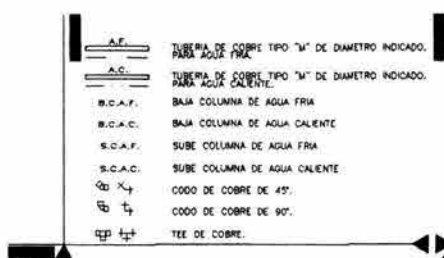 A.F. TUBERIA DE COBRE TIPO "M" DE DIAMETRO INDICADO.
PARA AGUA FRIA.
A.C. TUBERIA DE COBRE TIPO "M" DE DIAMETRO INDICADO.
PARA AGUA CALIENTE.
B.C.A.F. BAJA COLUMNA DE AGUA FRIA
B.C.A.C. BAJA COLUMNA DE AGUA CALIENTE
S.C.A.F. SUBE COLUMNA DE AGUA FRIA
S.C.A.C. SUBE COLUMNA DE AGUA CALIENTE
CODO DE COBRE DE 45°.
CODO DE COBRE DE 90°.
TEE DE COBRE.